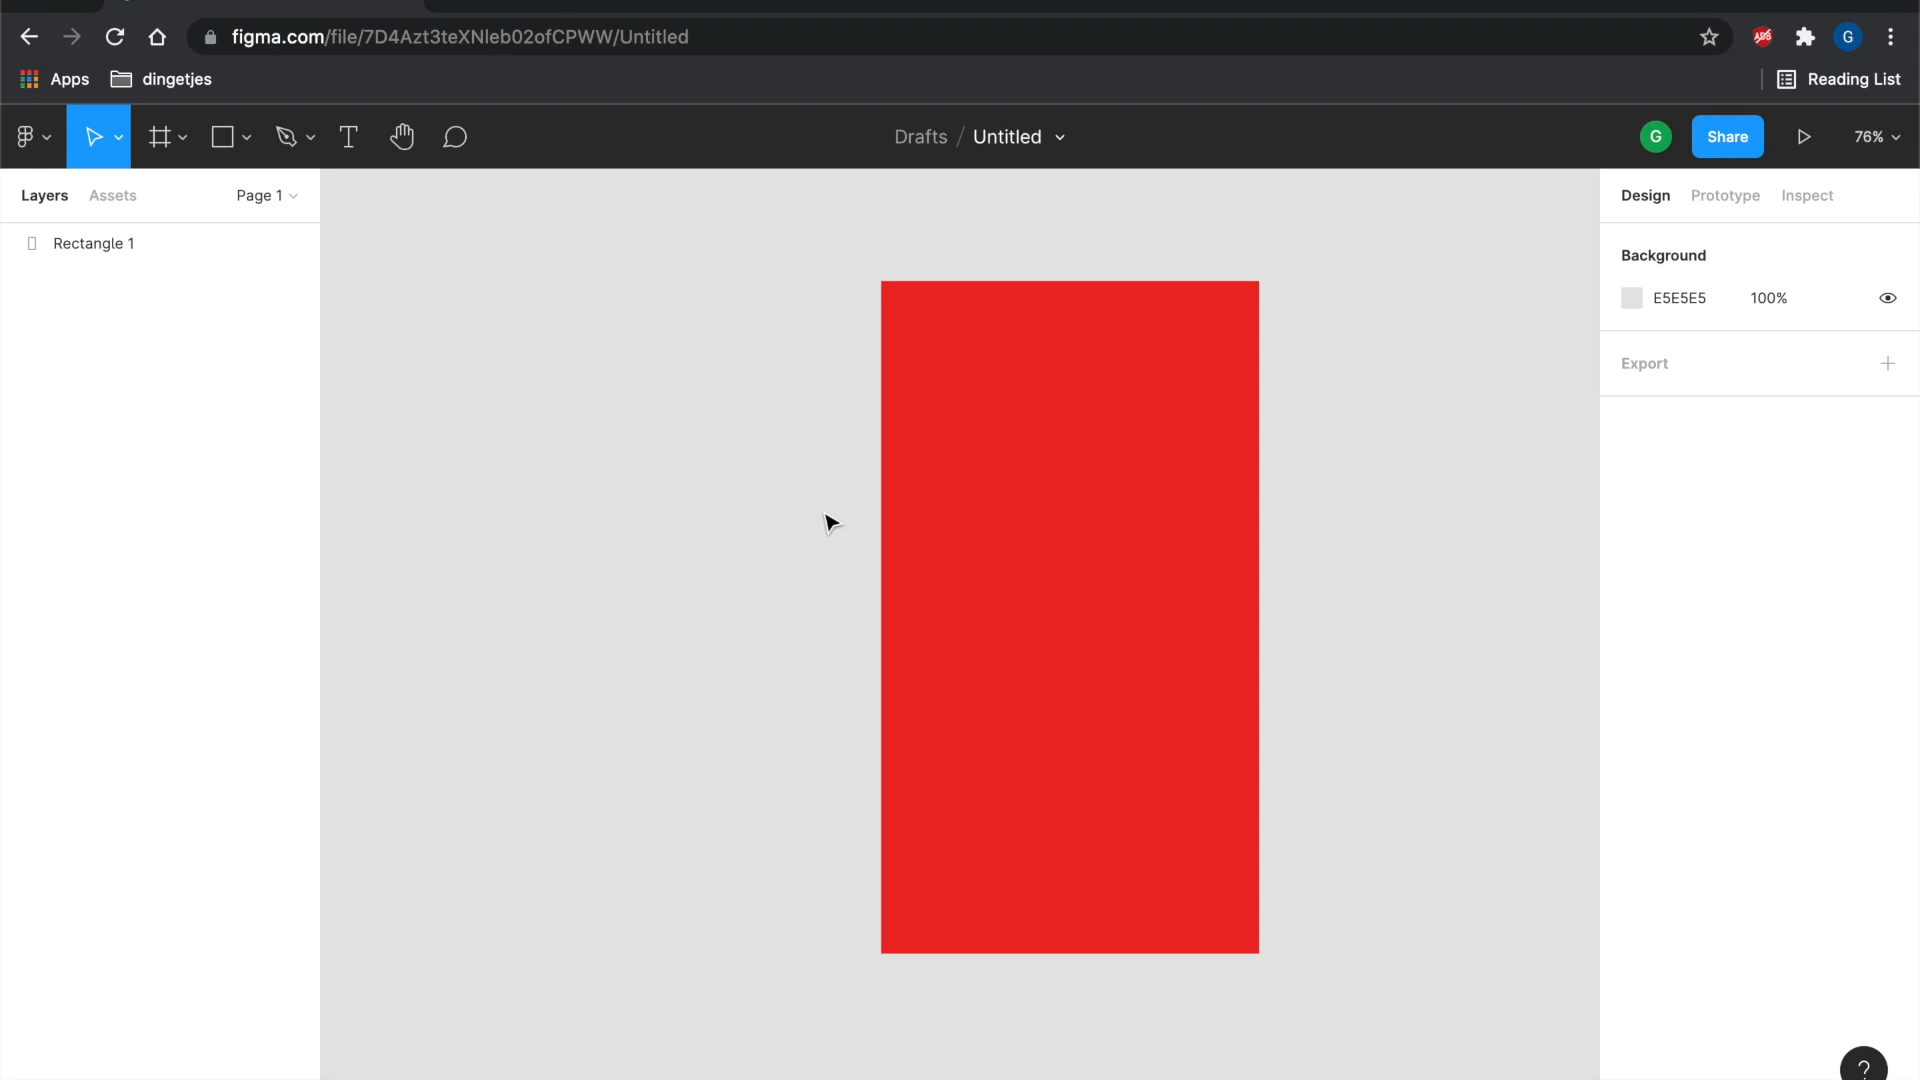 figma.com/file/7D4Azt3teXNleb02ofCPWW/Untitled
ABP
G
Apps
dingetjes
Reading List
Drafts / Untitled
G
Share
76%
Layers
Assets
Page 1
Design
Prototype
Inspect
Rectangle 1
Background
E5E5E5
100%
Export
?